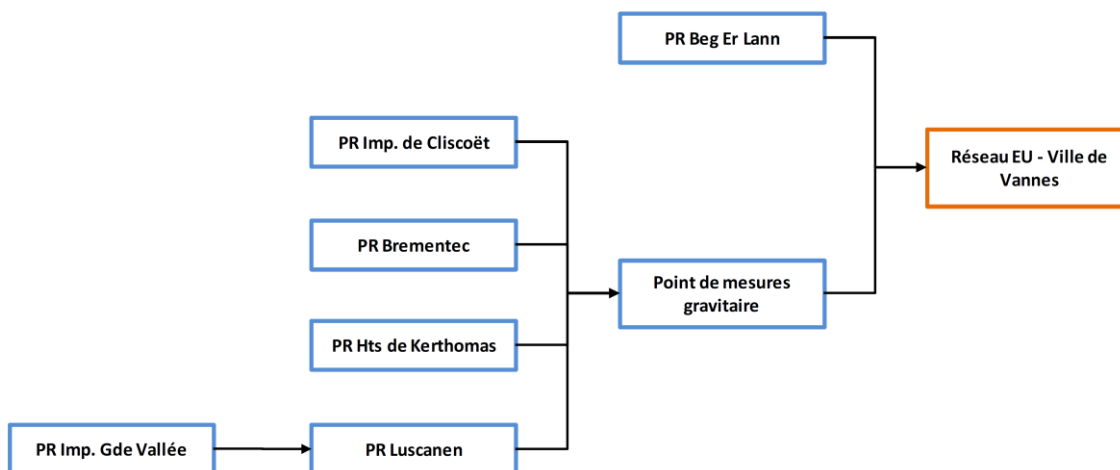 PR Beg Er Lann
PR Imp. de Cliscoët
Réseau EU - Ville de
Vannes
PR Brementec
Point de mesures
gravitaire
PR Hts de Kerthomas
PR Imp. Gde Vallée
PR Luscanen